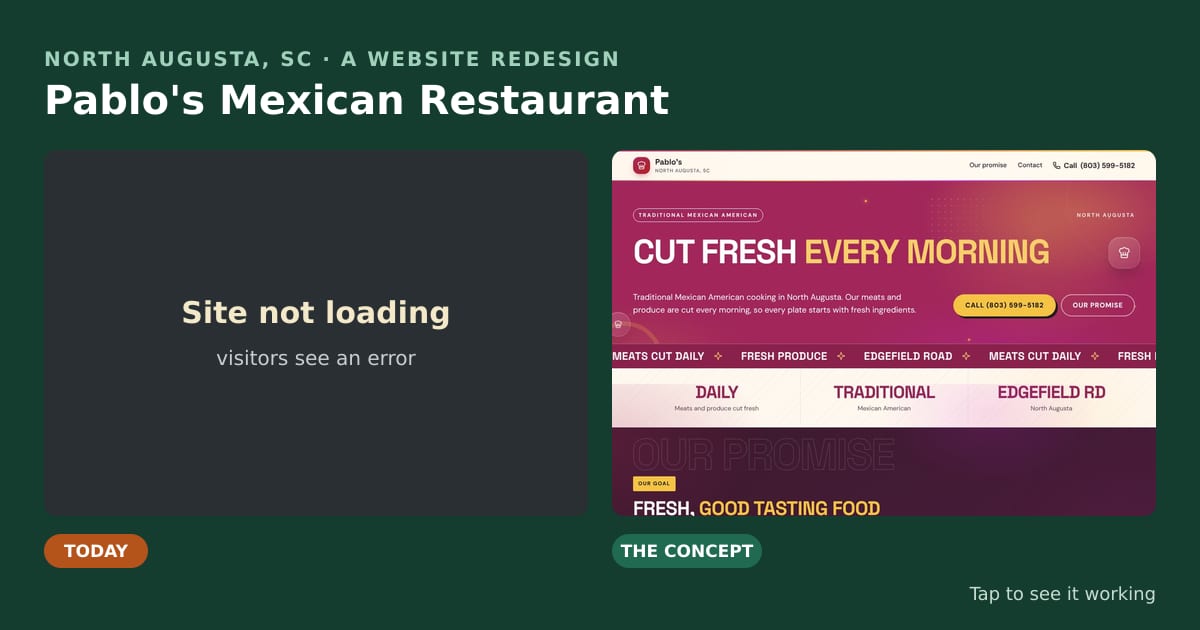 NORTH AUGUSTA, SC · A WEBSITE REDESIGN
Pablo's Mexican Restaurant
Site not loading
visitors see an error
TODAY
Pablo's
NORTH AUGUSTA, SC
Our promise
Contact
Call (803) 599-5182
TRADITIONAL MEXICAN AMERICAN
NORTH AUGUSTA
CUT FRESH EVERY MORNING
Traditional Mexican American cooking in North Augusta. Our meats and
produce are cut every morning, so every plate starts with fresh ingredients.
CALL (803) 599-5182
OUR PROMISE
MEATS CUT DAILY ✧ FRESH PRODUCE ✧ EDGEFIELD ROAD ✧ MEATS CUT DAILY ✧ FRESH
DAILY
Meats and produce cut fresh
TRADITIONAL
Mexican American
EDGEFIELD RD
North Augusta
OUR PROMISE
OUR GOAL
FRESH, GOOD TASTING FOOD
THE CONCEPT
Tap to see it working